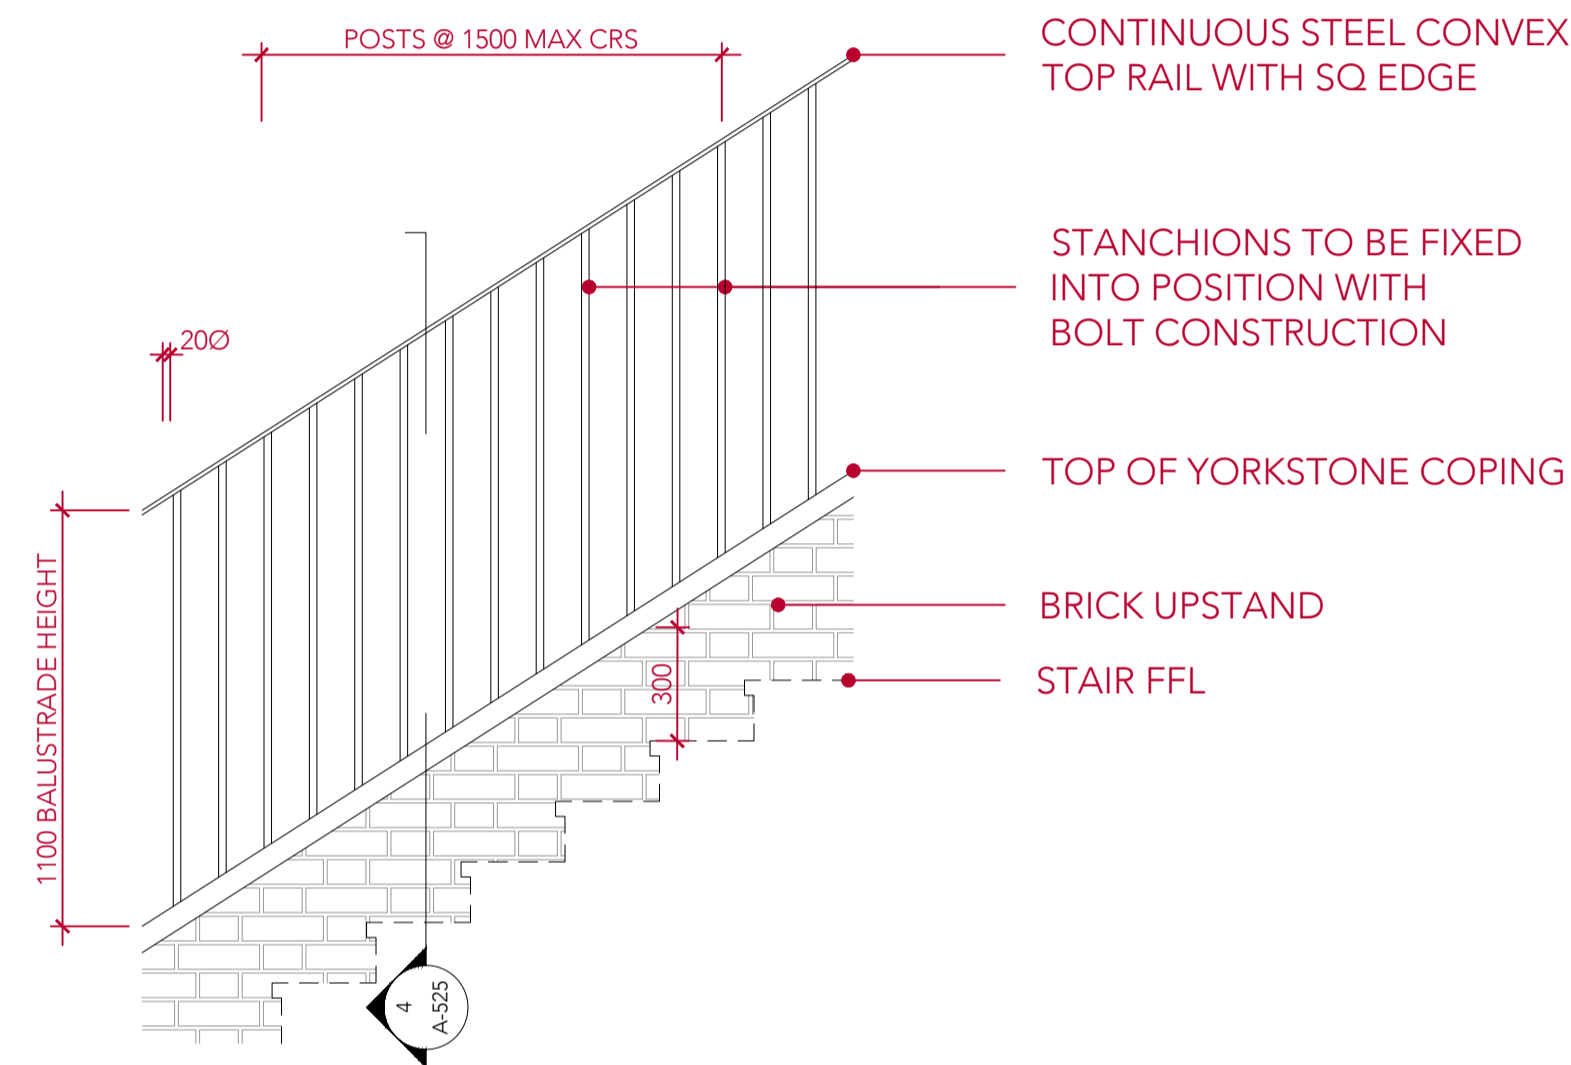 POSTS @ 1500 MAX CRS
CONTINUOUS STEEL CONVEX
TOP RAIL WITH SQ EDGE
STANCHIONS TO BE FIXED
INTO POSITION WITH
BOLT CONSTRUCTION
20Ø
TOP OF YORKSTONE COPING
1100 BALUSTRADE HEIGHT
BRICK UPSTAND
300
STAIR FFL
4
A-525